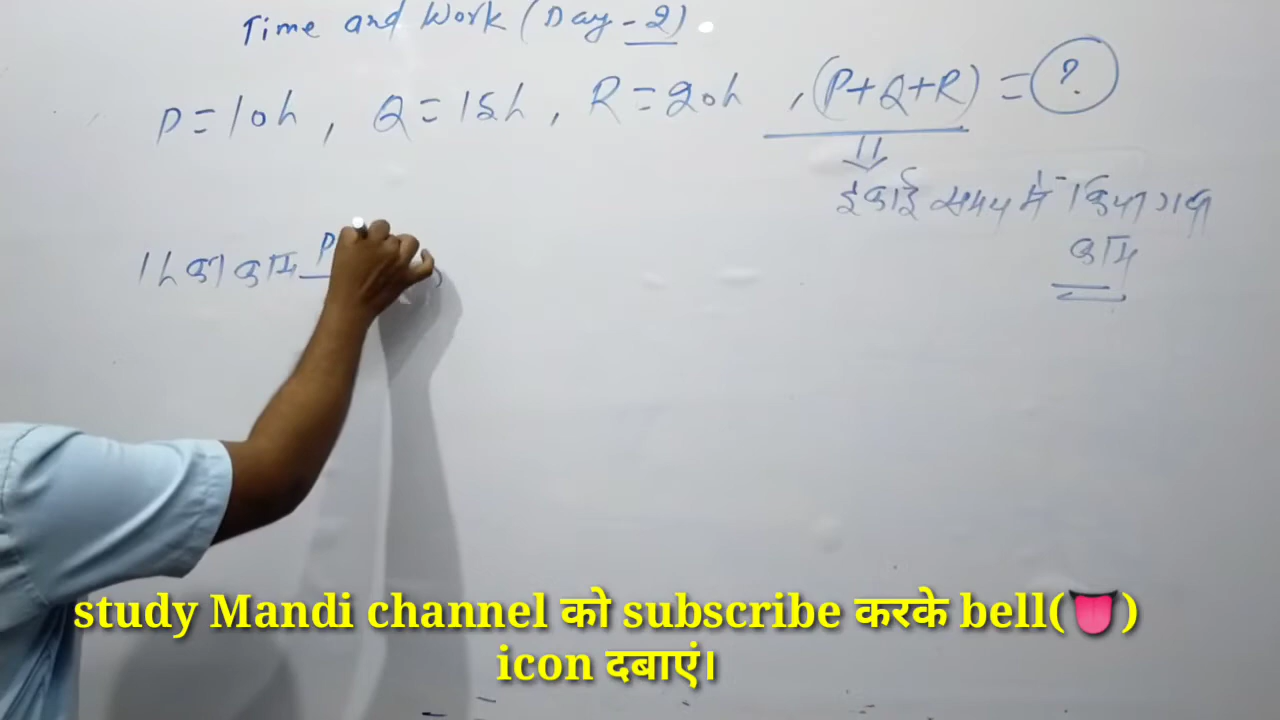 Time and Work (Day-2).
P=10h, Q=15h, R=20h, (P+Q+R)=?
इकाई समय में किया गया
काम
1h का काम P
study Mandi channel को subscribe करके bell(👅)
icon दबाएं।